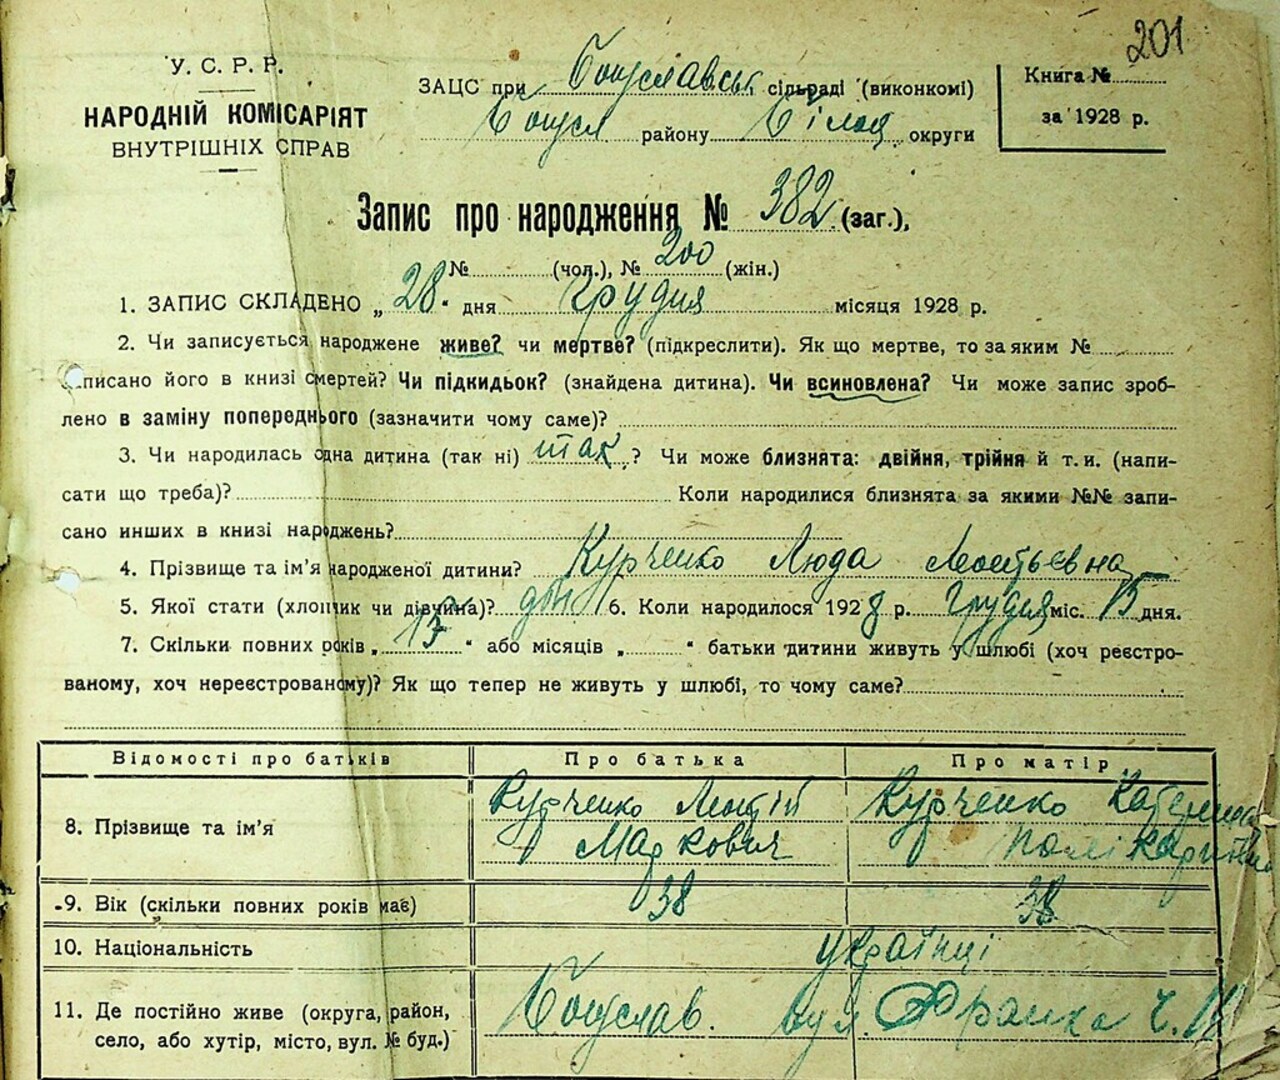 201
У. С. Р. Р.
НАРОДНІЙ КОМІСАРІЯТ
ВНУТРІШНІХ СПРАВ
ЗАЦС при Богуславськ сільраді (виконкомі)
Богусл району Білоц округи
Книга №
за 1928 р.
Запис про народження № 382 (заг.),
№ (чол.), № 200 (жін.)
1. ЗАПИС СКЛАДЕНО „28" дня Грудня місяця 1928 р.
2. Чи записується народжене живе? чи мертве? (підкреслити). Як що мертве, то за яким №
записано його в книзі смертей? Чи підкидьок? (знайдена дитина). Чи всиновлена? Чи може запис зроб-
лено в заміну попереднього (зазначити чому саме)?
3. Чи народилась одна дитина (так ні) так ? Чи може близнята: двійня, трійня й т. и. (напи-
сати що треба)? Коли народилися близнята за якими №№ запи-
сано инших в книзі народжень?
4. Прізвище та ім'я народженої дитини? Курченко Люда Леонтьєвна
5. Якої стати (хлопчик чи дівчина)? 6. Коли народилося 1928 р. Грудня міс. 15 дня.
7. Скільки повних років „ 13 " або місяців „ " батьки дитини живуть у шлюбі (хоч реєстро-
ваному, хоч нереєстрованому)? Як що тепер не живуть у шлюбі, то чому саме?
Відомості про батьків Про батька Про матір
8. Прізвище та ім'я Курченко Леонтій Маркович Курченко Катерина Полікарпівна
9. Вік (скільки повних років має) 38 38
10. Національність українці
11. Де постійно живе (округа, район,
село, або хутір, місто, вул. № буд.) Богуслав. вул. Франка ч.